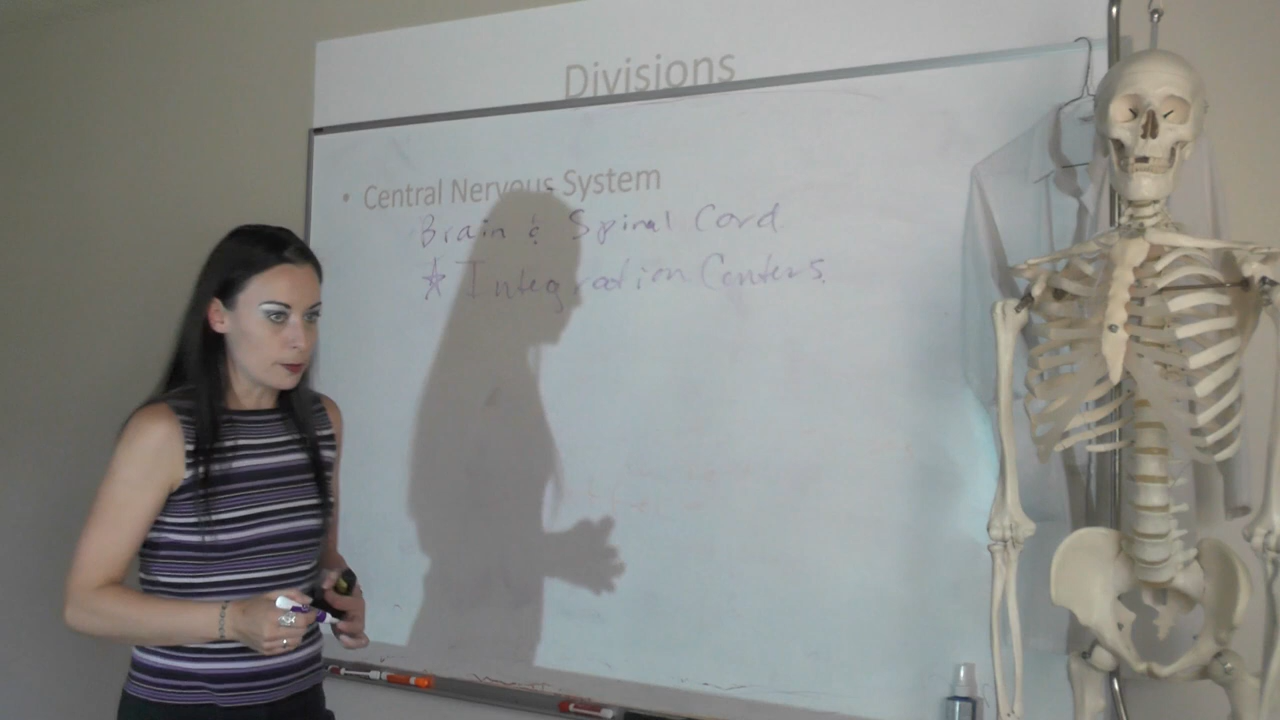 Divisions
• Central Nervous System
Brain & Spinal Cord
☆ Integration Centers.